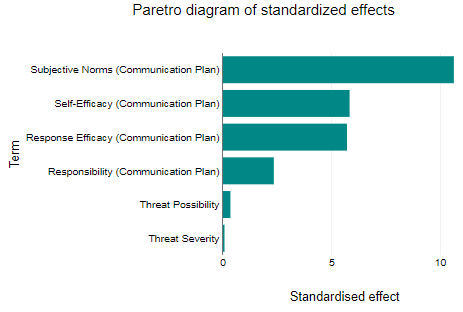 Paretro diagram of standardized effects
Subjective Norms (Communication Plan)
Self-Efficacy (Communication Plan)
Response Efficacy (Communication Plan)
Responsibility (Communication Plan)
Threat Possibility
Threat Severity
Term
0
5
10
Standardised effect